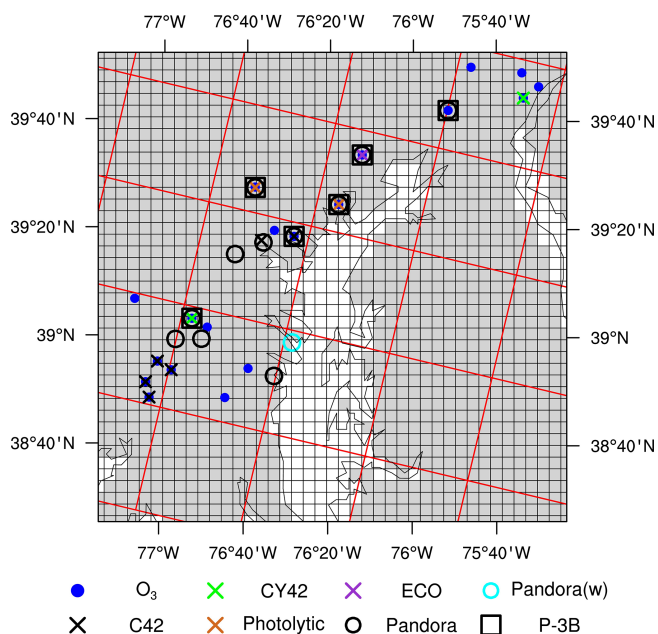 77°W 76°40'W 76°20'W 76°W 75°40'W
39°40'N 39°40'N
39°20'N 39°20'N
39°N 39°N
38°40'N 38°40'N
77°W 76°40'W 76°20'W 76°W 75°40'W
O₃ CY42 ECO Pandora(w)
C42 Photolytic Pandora P-3B